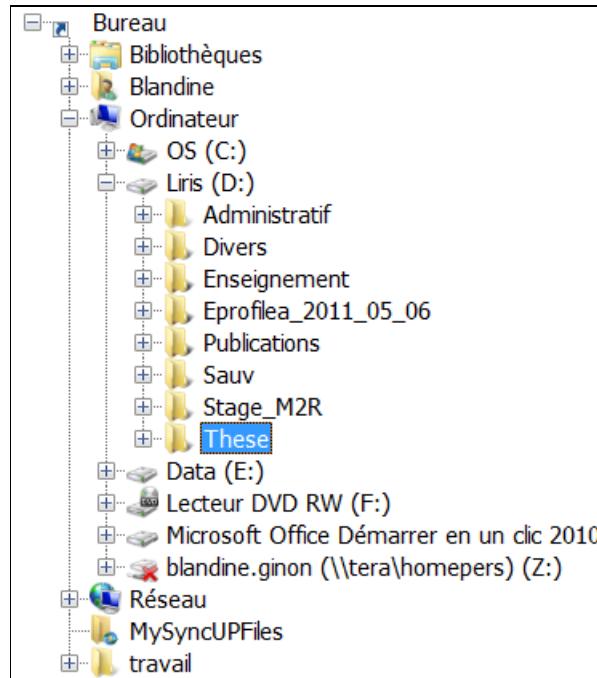 Bureau
Bibliothèques
Blandine
Ordinateur
OS (C:)
Liris (D:)
Administratif
Divers
Enseignement
Eprofilea_2011_05_06
Publications
Sauv
Stage_M2R
These
Data (E:)
Lecteur DVD RW (F:)
Microsoft Office Démarrer en un clic 2010
blandine.ginon (\\tera\homepers) (Z:)
Réseau
MySyncUPFiles
travail